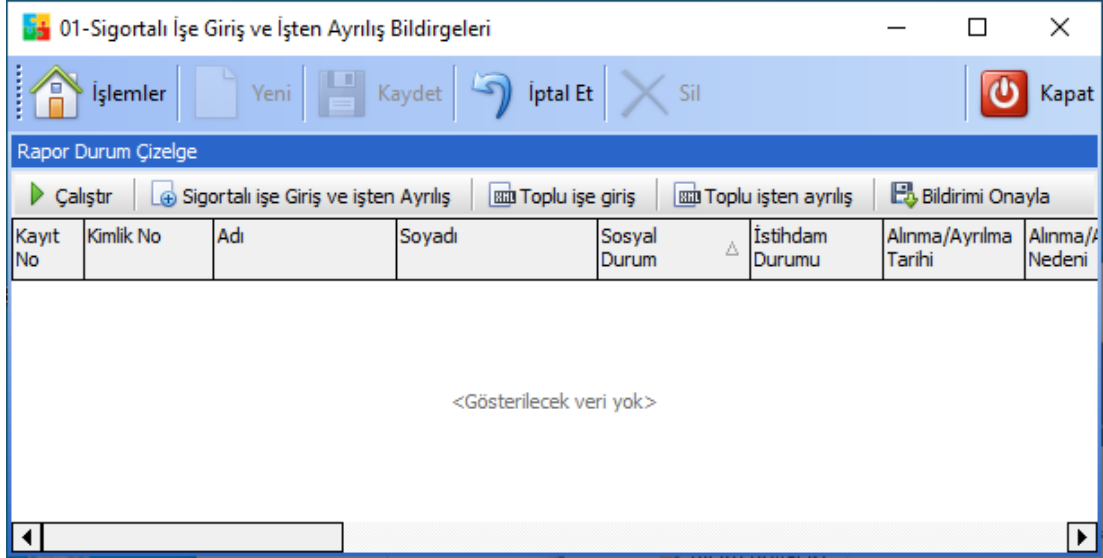 01-Sigortalı İşe Giriş ve İşten Ayrılış Bildirgeleri
İşlemler Yeni Kaydet İptal Et Sil Kapat
Rapor Durum Çizelge
Çalıştır Sigortalı işe Giriş ve işten Ayrılış Toplu işe giriş Toplu işten ayrılış Bildirimi Onayla
Kayıt No Kimlik No Adı Soyadı Sosyal Durum İstihdam Durumu Alınma/Ayrılma Tarihi Alınma/A Nedeni
<Gösterilecek veri yok>